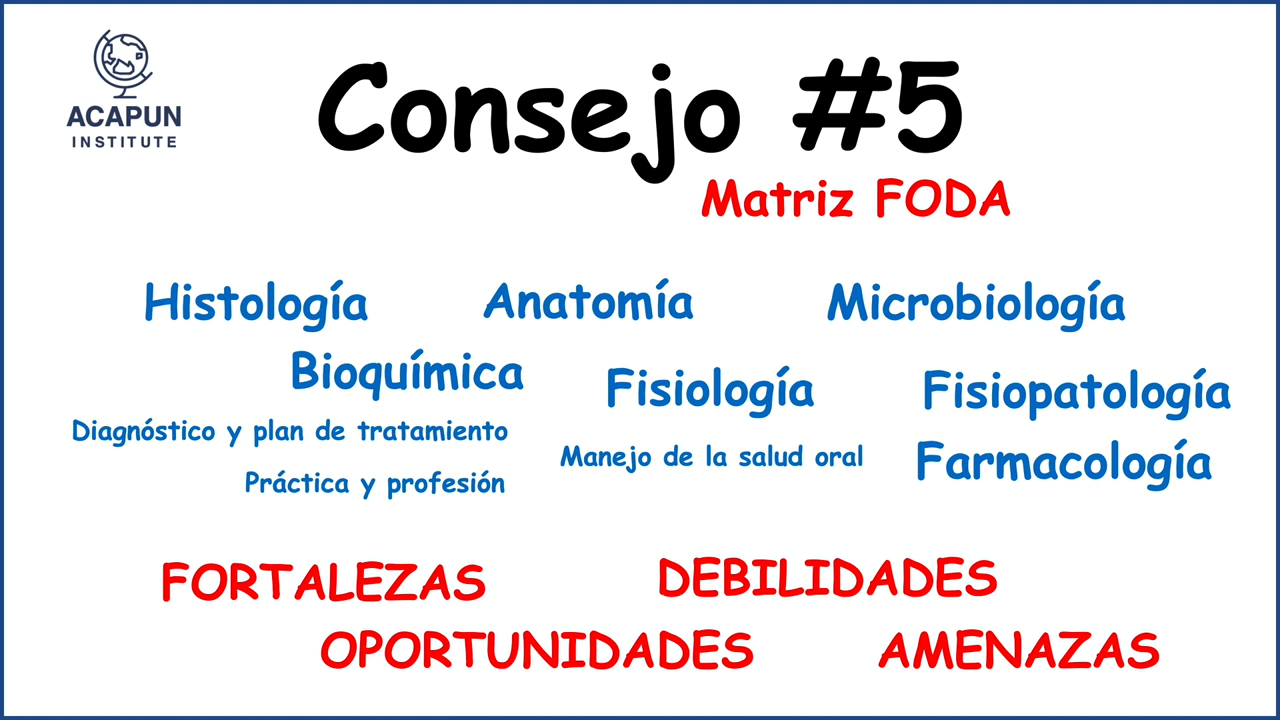 ACAPUN
INSTITUTE
Consejo #5
Matriz FODA
Histología
Anatomía
Microbiología
Bioquímica
Fisiología
Fisiopatología
Diagnóstico y plan de tratamiento
Manejo de la salud oral
Farmacología
Práctica y profesión
FORTALEZAS
DEBILIDADES
OPORTUNIDADES
AMENAZAS